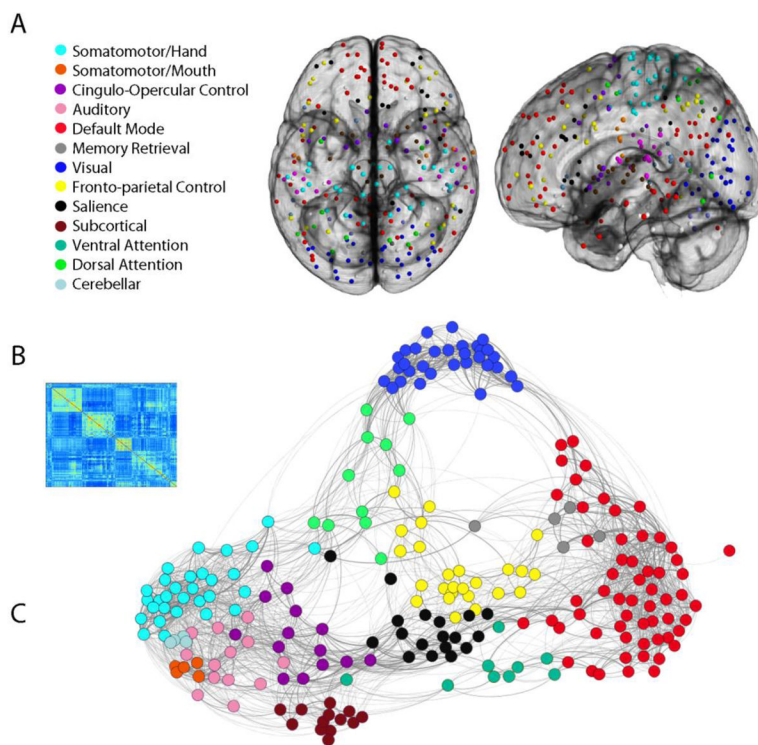 A
Somatomotor/Hand
Somatomotor/Mouth
Cingulo-Opercular Control
Auditory
Default Mode
Memory Retrieval
Visual
Fronto-parietal Control
Salience
Subcortical
Ventral Attention
Dorsal Attention
Cerebellar
B
C